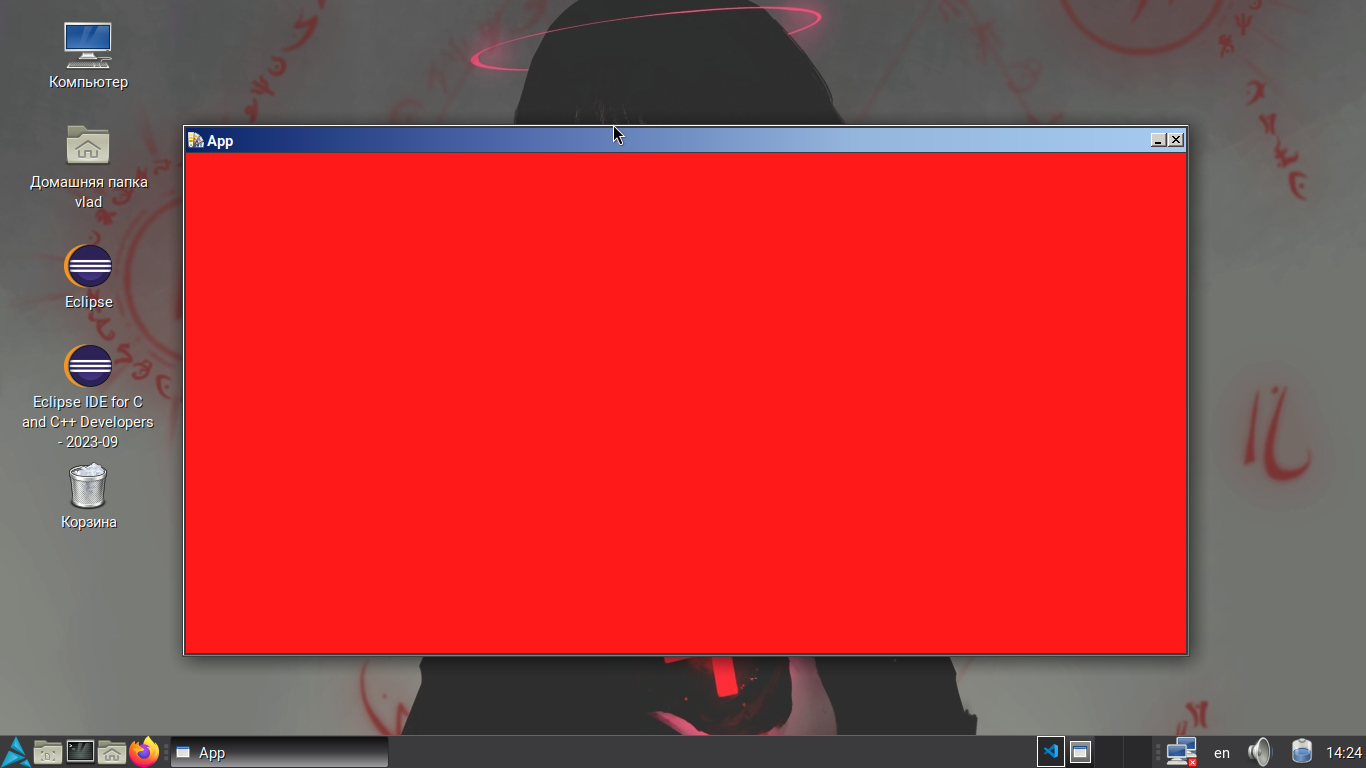 Компьютер
Домашняя папка
vlad
Eclipse
Eclipse IDE for C
and C++ Developers
- 2023-09
Корзина
App
App
en
14:24